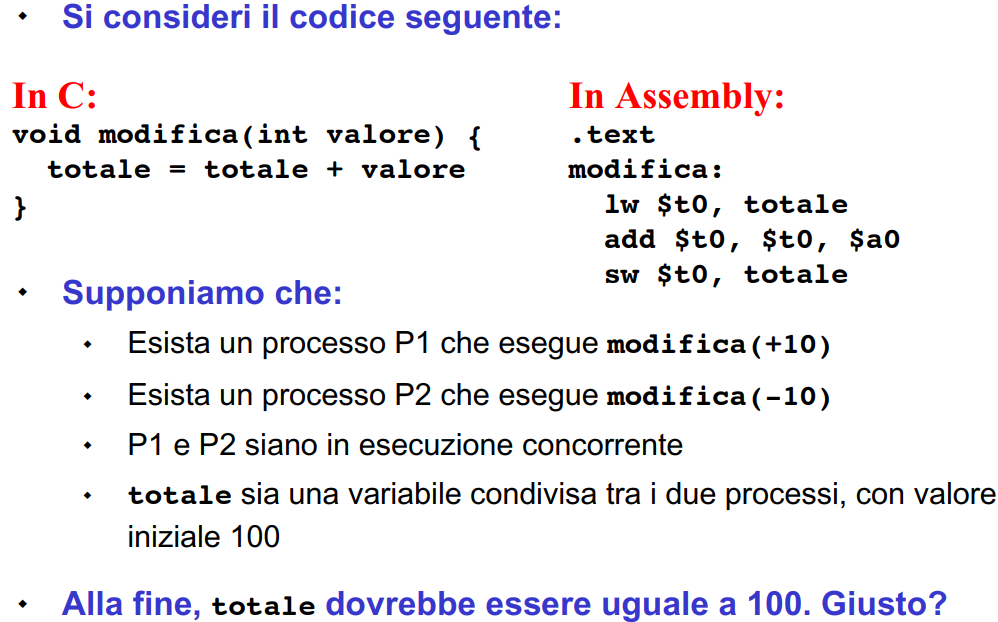 Si consideri il codice seguente:
In C:
void modifica(int valore) {
totale = totale + valore
}
In Assembly:
.text
modifica:
lw $t0, totale
add $t0, $t0, $a0
sw $t0, totale
Supponiamo che:
Esista un processo P1 che esegue modifica(+10)
Esista un processo P2 che esegue modifica(-10)
P1 e P2 siano in esecuzione concorrente
totale sia una variabile condivisa tra i due processi, con valore
iniziale 100
Alla fine, totale dovrebbe essere uguale a 100. Giusto?